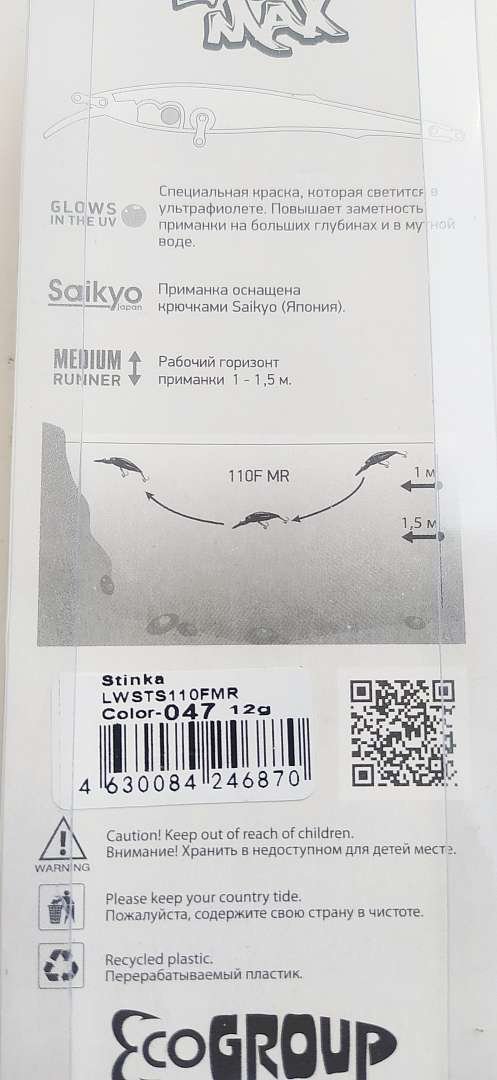 MAX
GLOWS
IN THE UV
Специальная краска, которая светится в
ультрафиолете. Повышает заметность
приманки на больших глубинах и в мутной
воде.
Saikyo
japan
Приманка оснащена
крючками Saikyo (Япония).
MEDIUM
RUNNER
Рабочий горизонт
приманки 1 - 1,5 м.
110F MR
1 м
1,5 м
Stinka
LWSTS110FMR
Color-047 12g
4 630084 246870
WARNING
Caution! Keep out of reach of children.
Внимание! Хранить в недоступном для детей месте.
Please keep your country tide.
Пожалуйста, содержите свою страну в чистоте.
Recycled plastic.
Перерабатываемый пластик.
ECOGROUP